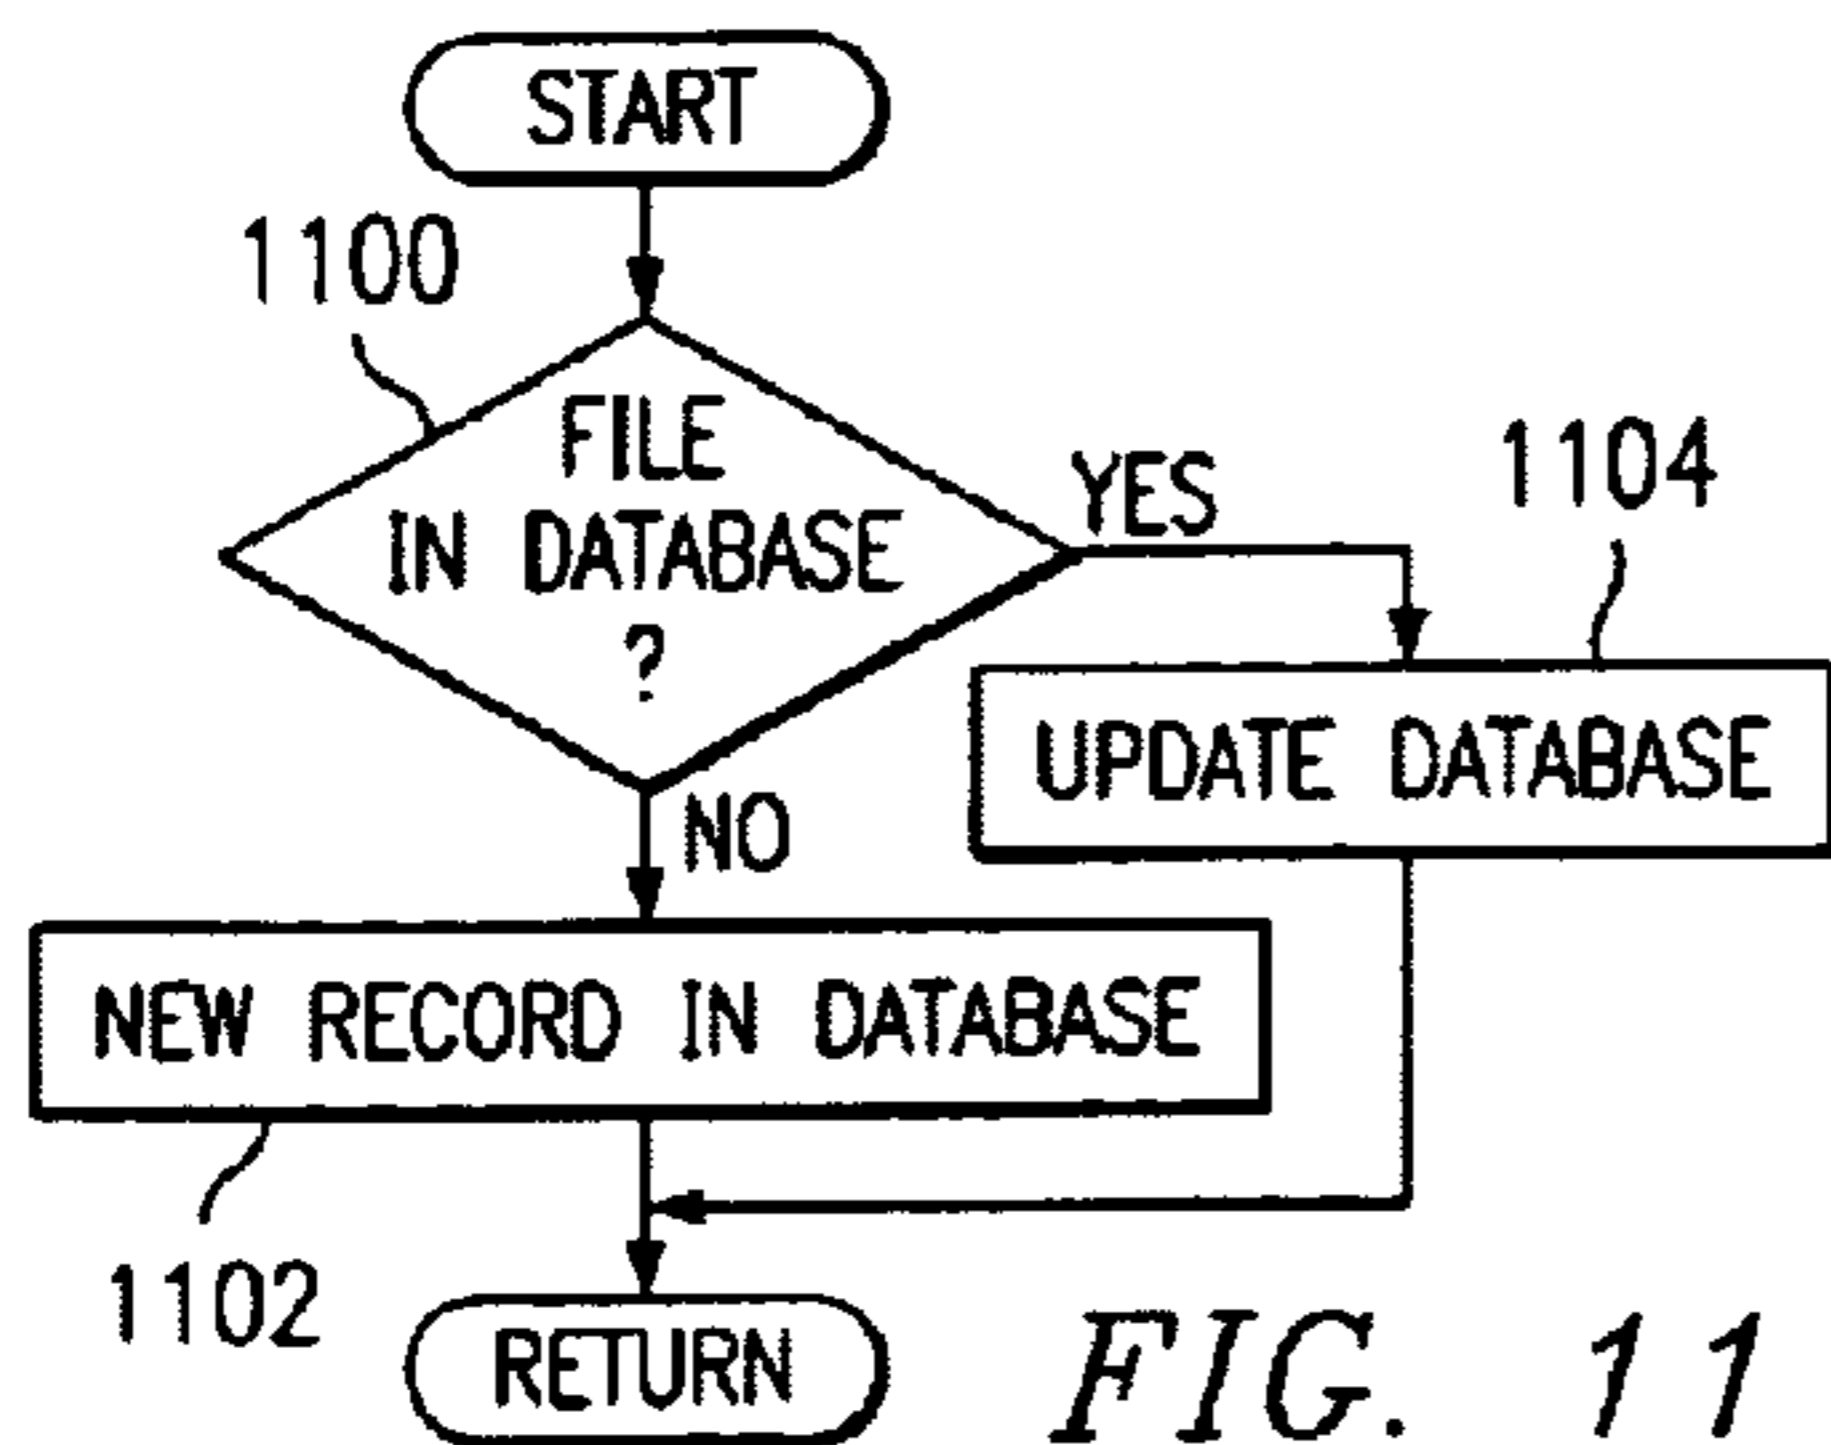 START
1100
FILE
IN DATABASE
?
YES
1104
UPDATE DATABASE
NO
NEW RECORD IN DATABASE
1102
RETURN
FIG. 11